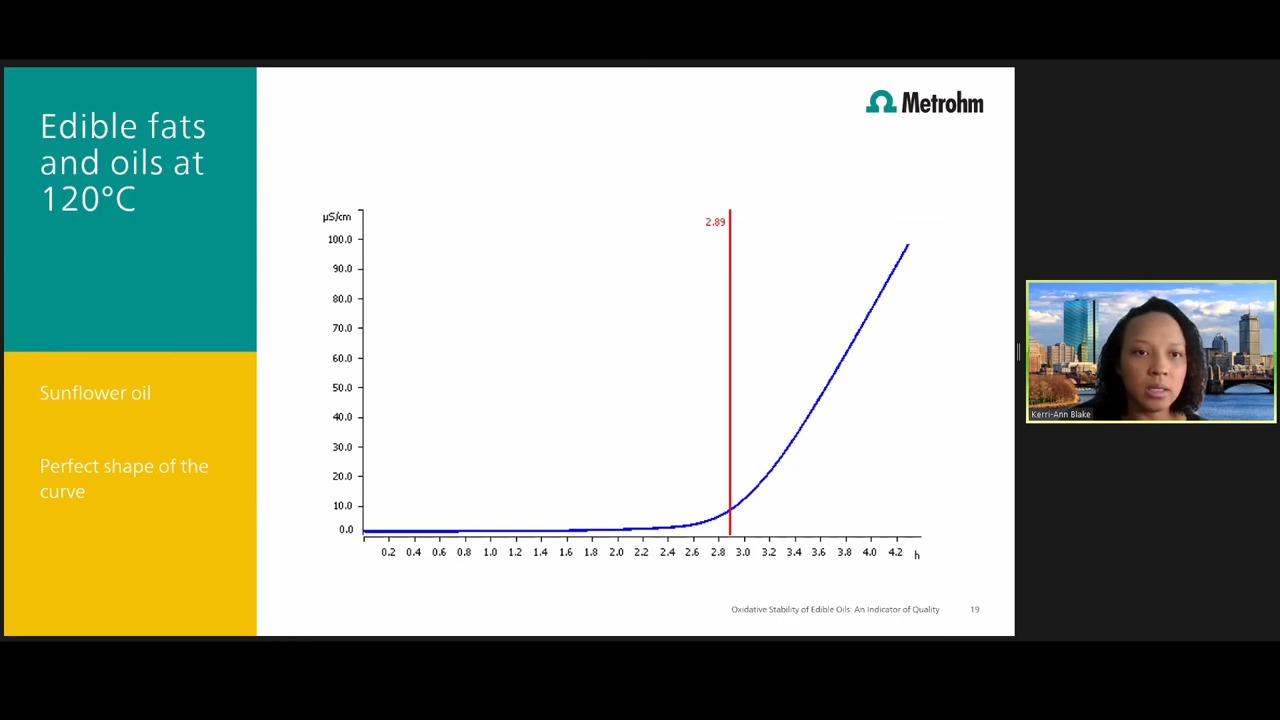 Edible fats
and oils at
120°C
Sunflower oil
Perfect shape of the
curve
Metrohm
µS/cm
100.0
90.0
80.0
70.0
60.0
50.0
40.0
30.0
20.0
10.0
0.0
2.89
0.2 0.4 0.6 0.8 1.0 1.2 1.4 1.6 1.8 2.0 2.2 2.4 2.6 2.8 3.0 3.2 3.4 3.6 3.8 4.0 4.2 h
Oxidative Stability of Edible Oils: An Indicator of Quality 19
Kerri-Ann Blake